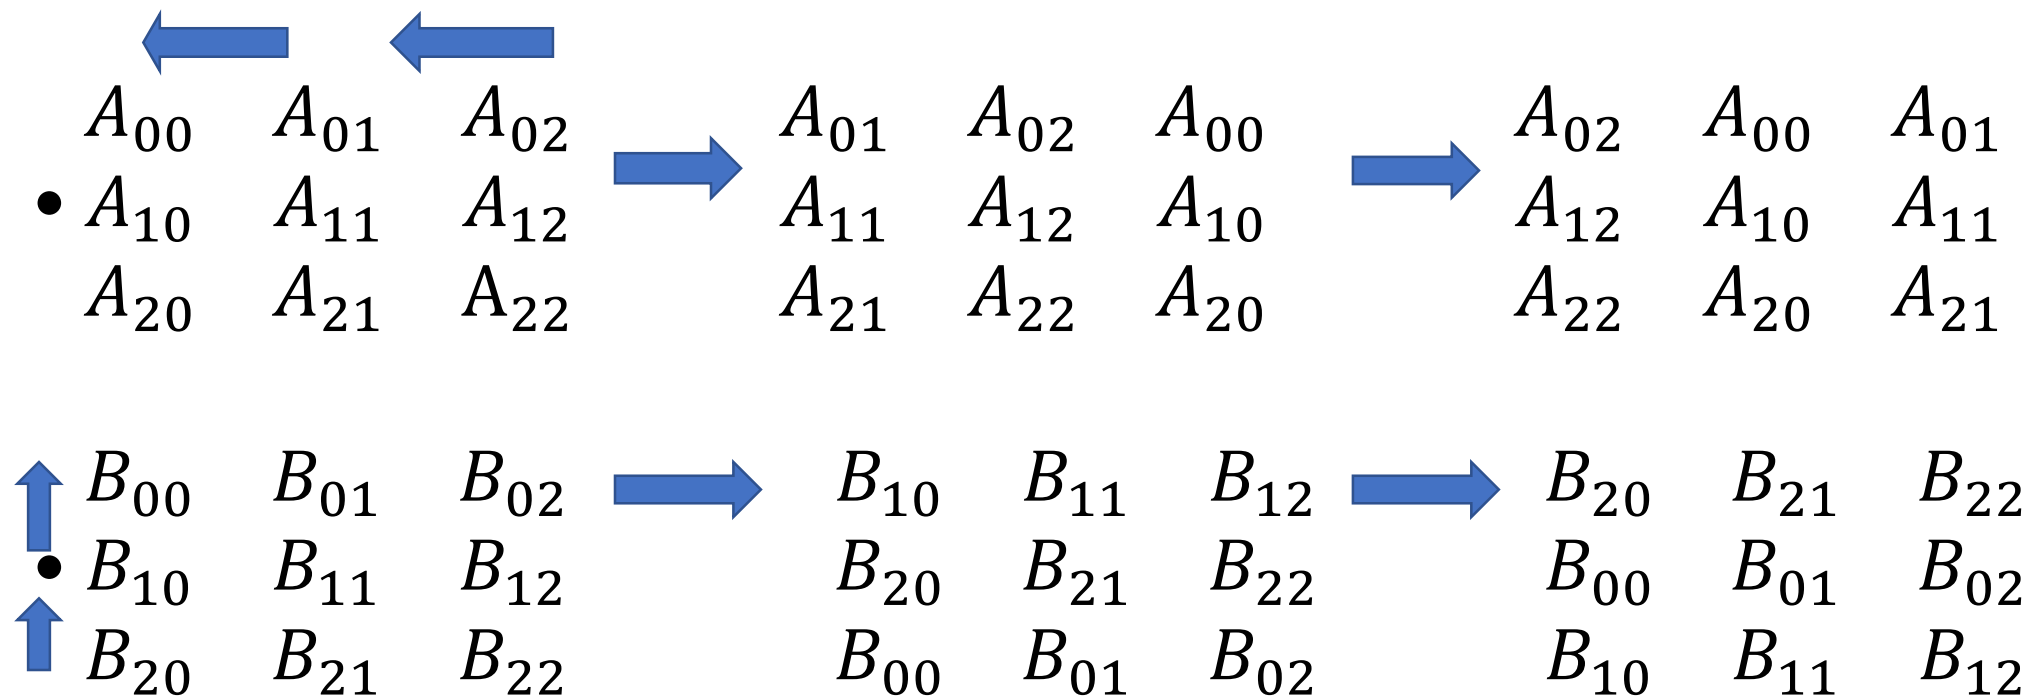 A₀₀ A₀₁ A₀₂ A₀₁ A₀₂ A₀₀ A₀₂ A₀₀ A₀₁
• A₁₀ A₁₁ A₁₂ A₁₁ A₁₂ A₁₀ A₁₂ A₁₀ A₁₁
A₂₀ A₂₁ A₂₂ A₂₁ A₂₂ A₂₀ A₂₂ A₂₀ A₂₁
B₀₀ B₀₁ B₀₂ B₁₀ B₁₁ B₁₂ B₂₀ B₂₁ B₂₂
• B₁₀ B₁₁ B₁₂ B₂₀ B₂₁ B₂₂ B₀₀ B₀₁ B₀₂
B₂₀ B₂₁ B₂₂ B₀₀ B₀₁ B₀₂ B₁₀ B₁₁ B₁₂